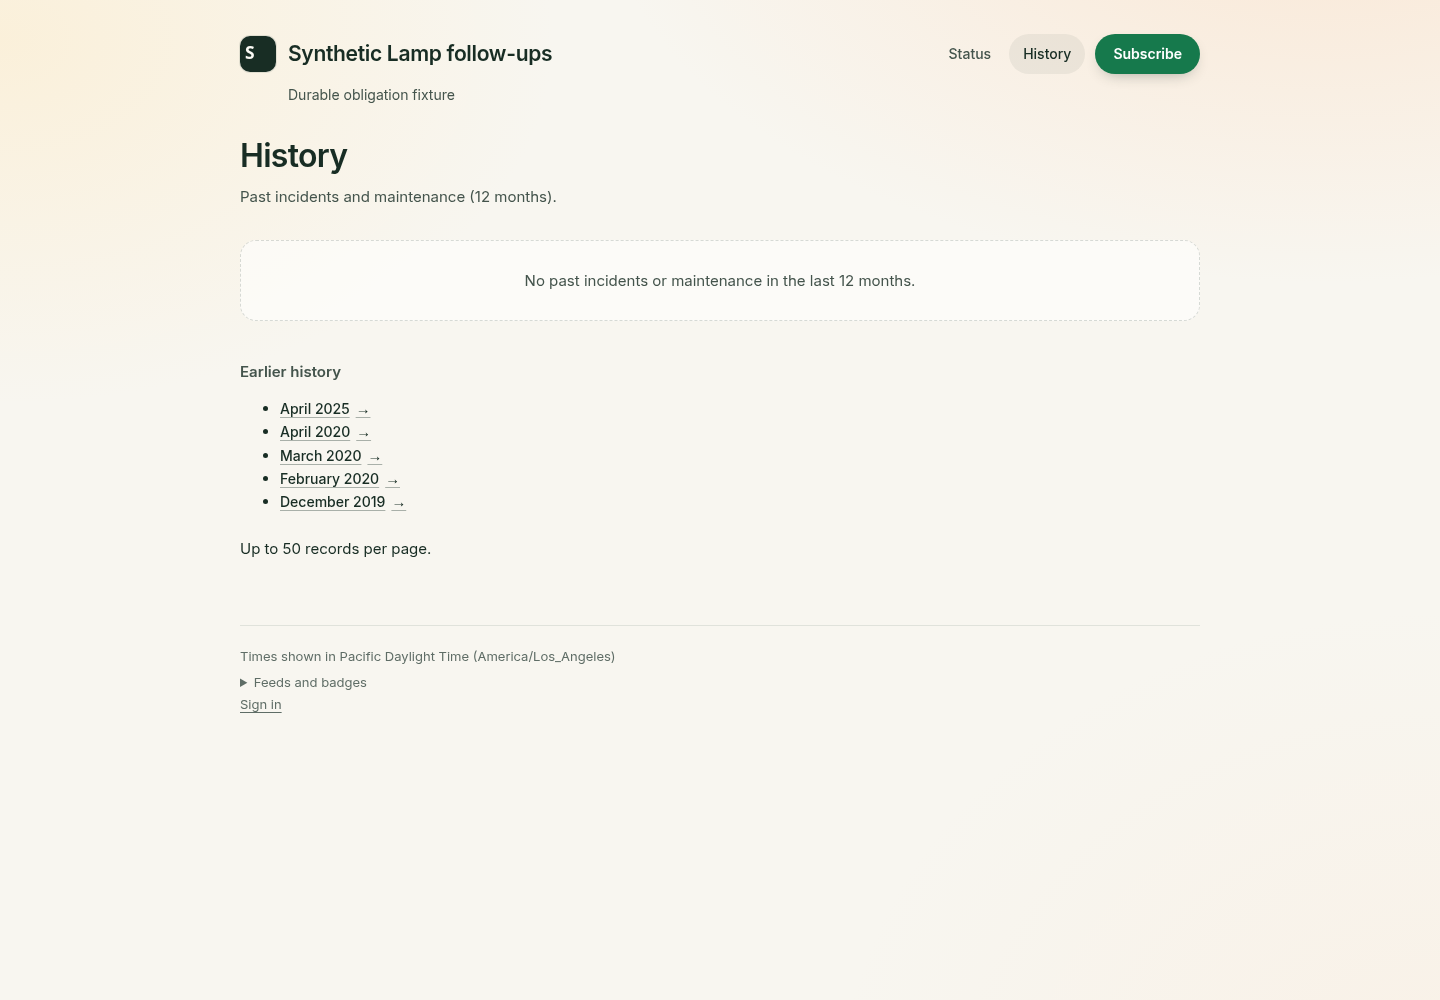 S
Synthetic Lamp follow-ups
Status
History
Subscribe
Durable obligation fixture
History
Past incidents and maintenance (12 months).
No past incidents or maintenance in the last 12 months.
Earlier history
April 2025 →
April 2020 →
March 2020 →
February 2020 →
December 2019 →
Up to 50 records per page.
Times shown in Pacific Daylight Time (America/Los_Angeles)
Feeds and badges
Sign in